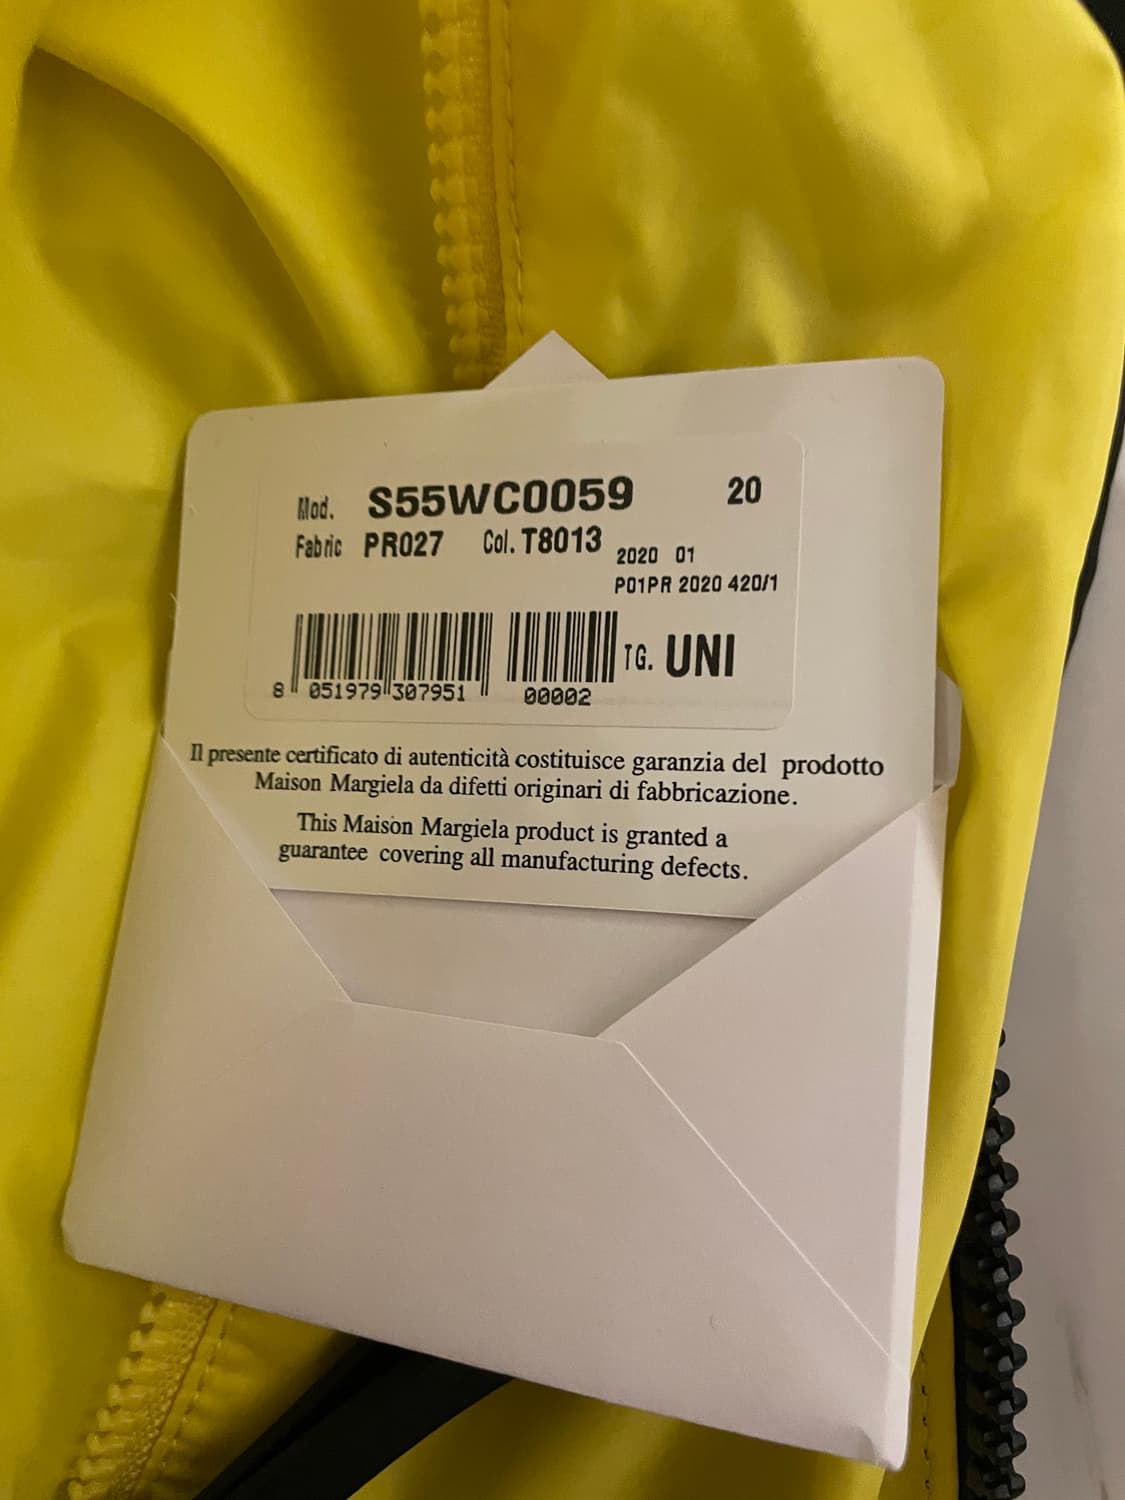 Mod. S55WC0059 20
Fabric PR027 Col. T8013
2020 01
P01PR 2020 420/1
TG. UNI
8 051979 307951 00002
Il presente certificato di autenticità costituisce garanzia del prodotto
Maison Margiela da difetti originari di fabbricazione.
This Maison Margiela product is granted a
guarantee covering all manufacturing defects.